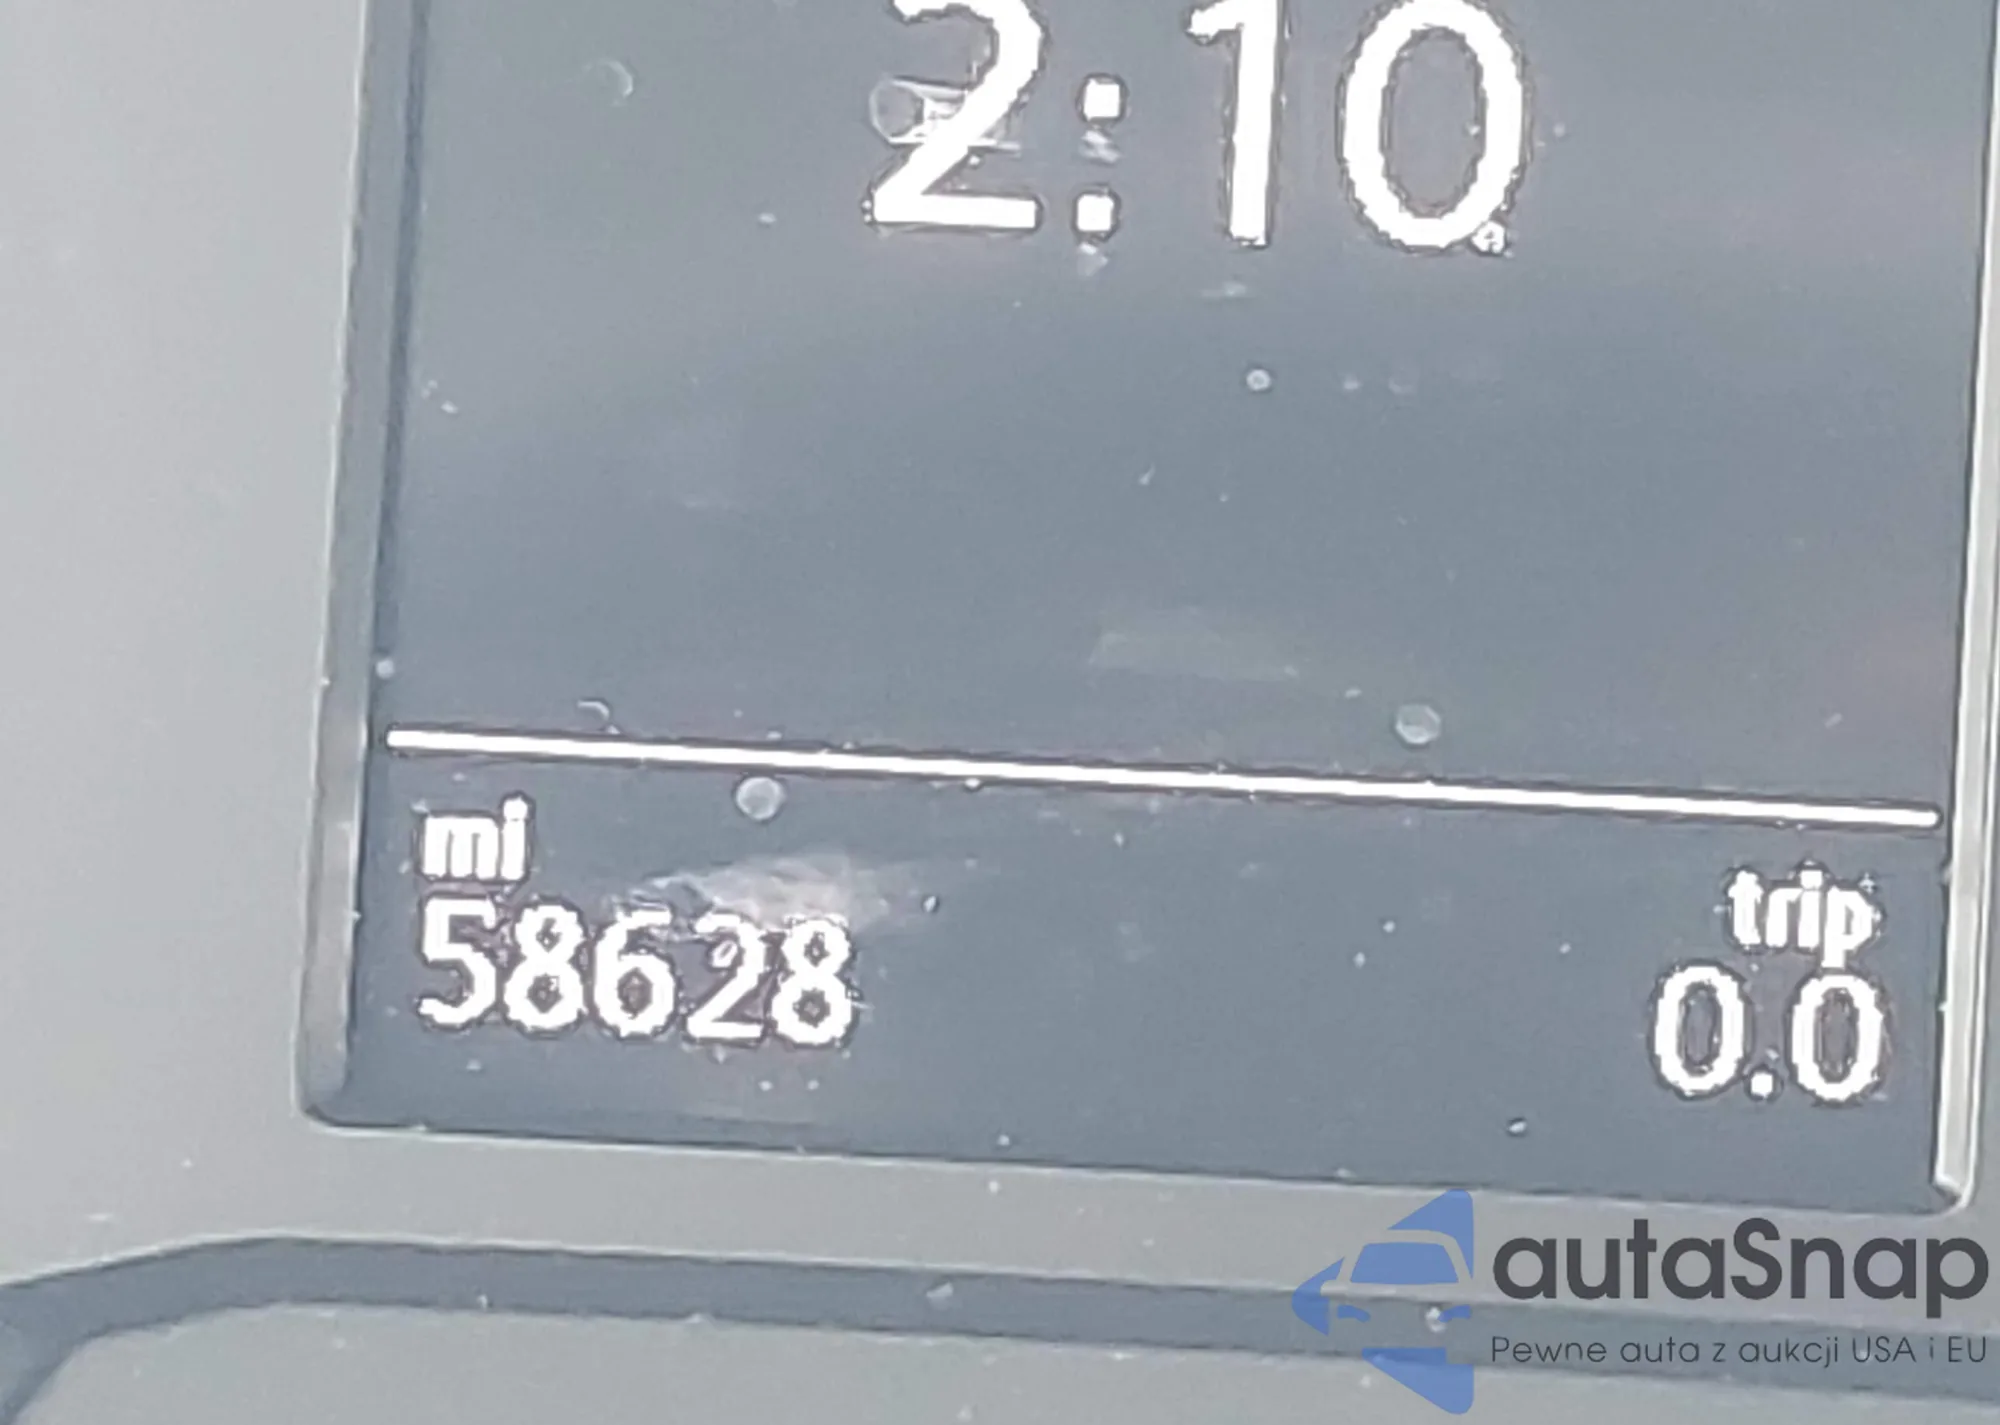 2:10
mi
58628
trip
0.0
autaSnap
Pewne auta z aukcji USA i EU